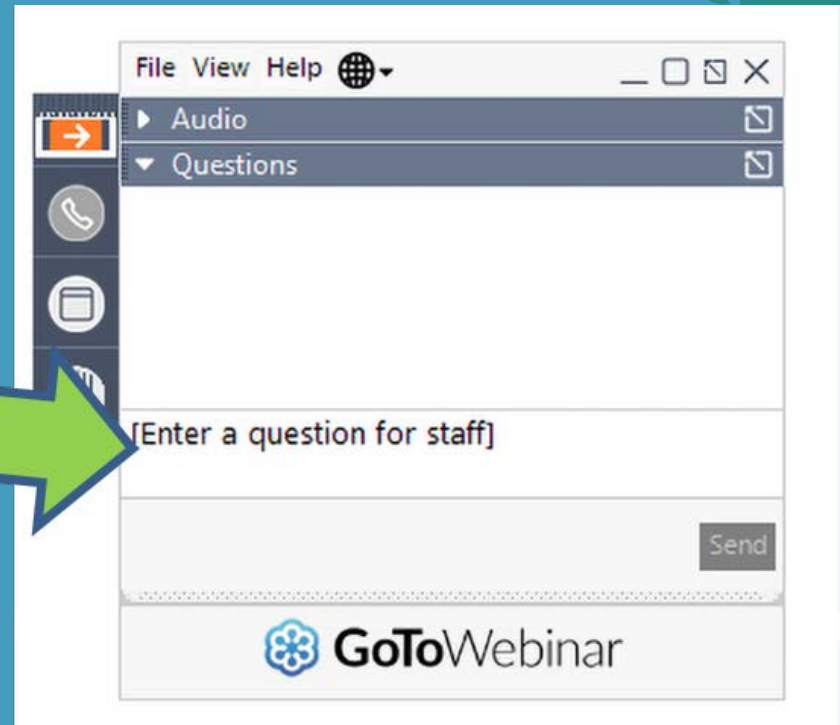 File View Help
Audio
Questions
[Enter a question for staff]
Send
GoToWebinar